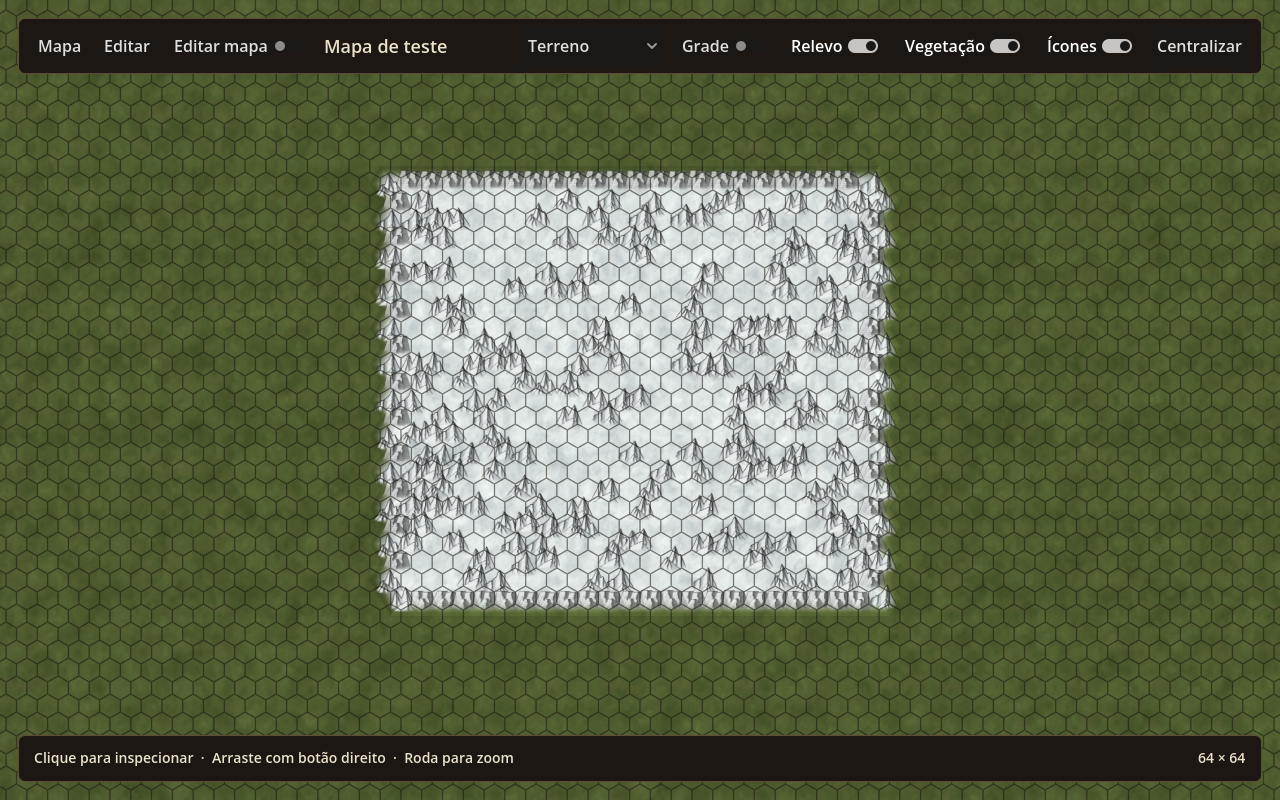 Mapa Editar Editar mapa Mapa de teste Terreno Grade Relevo Vegetação Ícones Centralizar
Clique para inspecionar · Arraste com botão direito · Roda para zoom 64 × 64